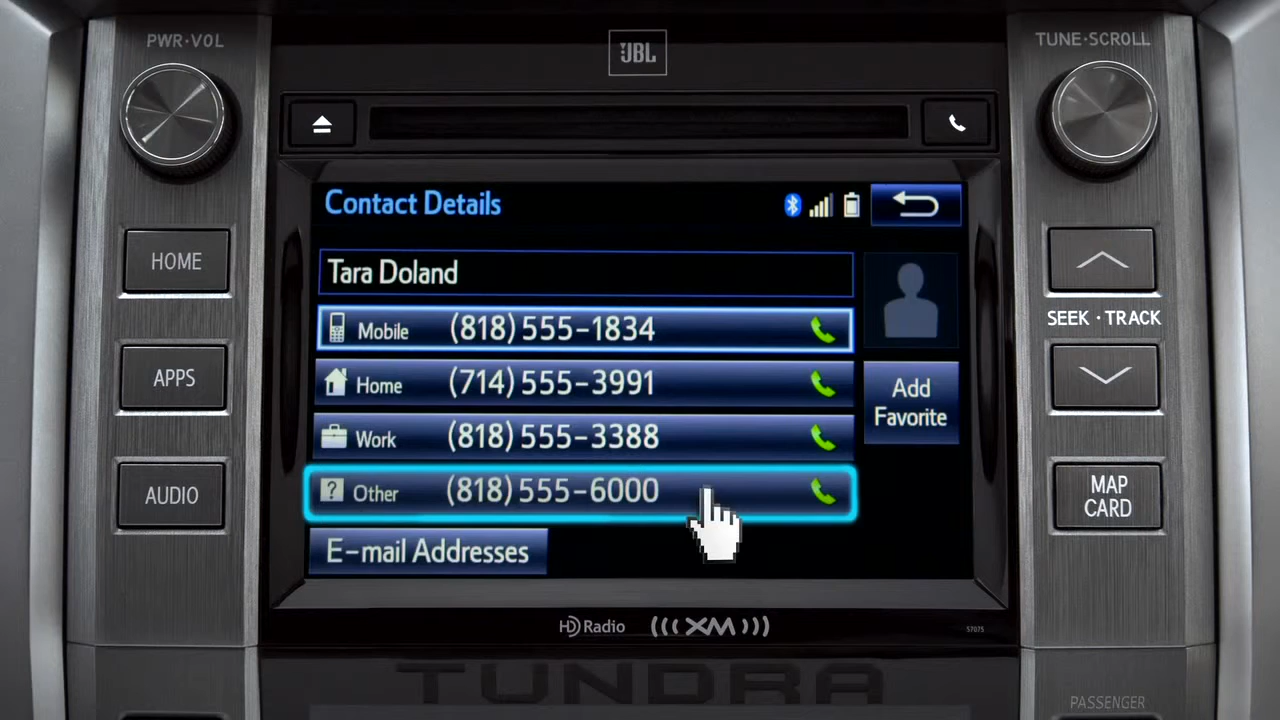 PWR•VOL
JBL
TUNE•SCROLL
Contact Details
Tara Doland
Mobile (818) 555-1834
Home (714) 555-3991
Work (818) 555-3388
? Other (818) 555-6000
Add
Favorite
E-mail Addresses
HOME
APPS
AUDIO
SEEK • TRACK
MAP
CARD
HD Radio
(((XM)))
57075
TUNDRA
PASSENGER